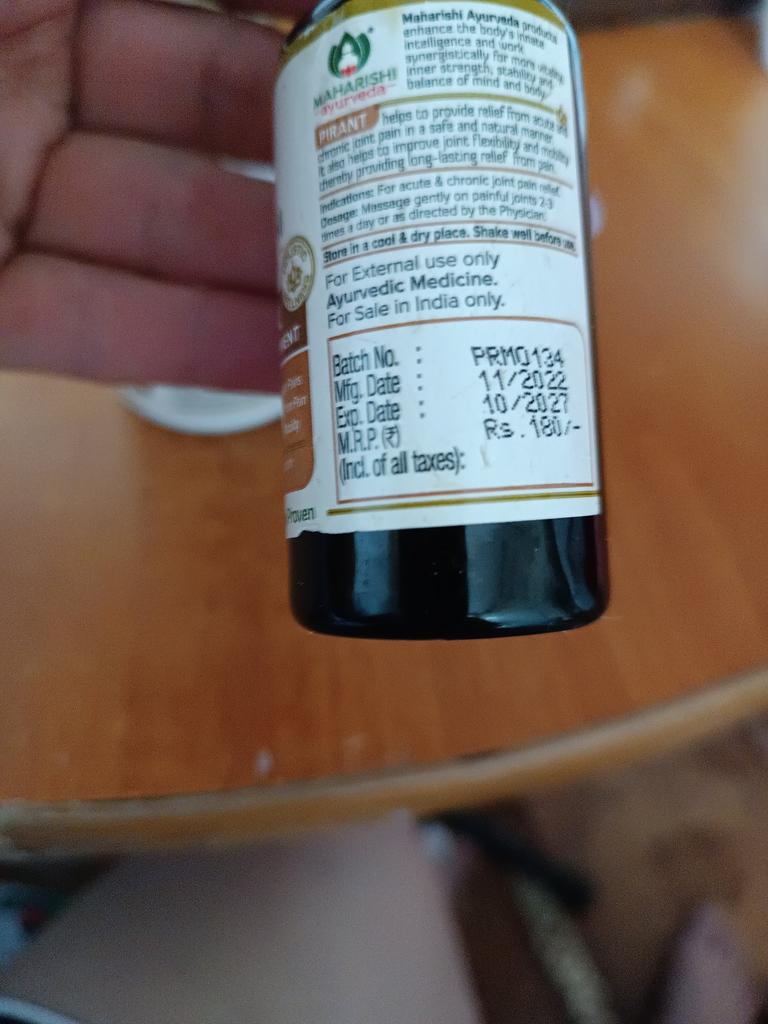 MAHARISHI
ayurveda
Maharishi Ayurveda products
enhance the body's innate
intelligence and work
synergistically for more vitality
inner strength, stability and
balance of mind and body.
PIRANT helps to provide relief from acute and
chronic joint pain in a safe and natural manner.
It also helps to improve joint flexibility and mobility
thereby providing long-lasting relief from pain.
Indications: For acute & chronic joint pain relief.
Dosage: Massage gently on painful joints 2-3
times a day or as directed by the Physician.
Store in a cool & dry place. Shake well before use.
For External use only
Ayurvedic Medicine.
For Sale in India only.
Batch No. : PRM0134
Mfg. Date : 11/2022
Exp. Date : 10/2027
M.R.P. (₹) Rs. 180/-
(Incl. of all taxes):
Proven